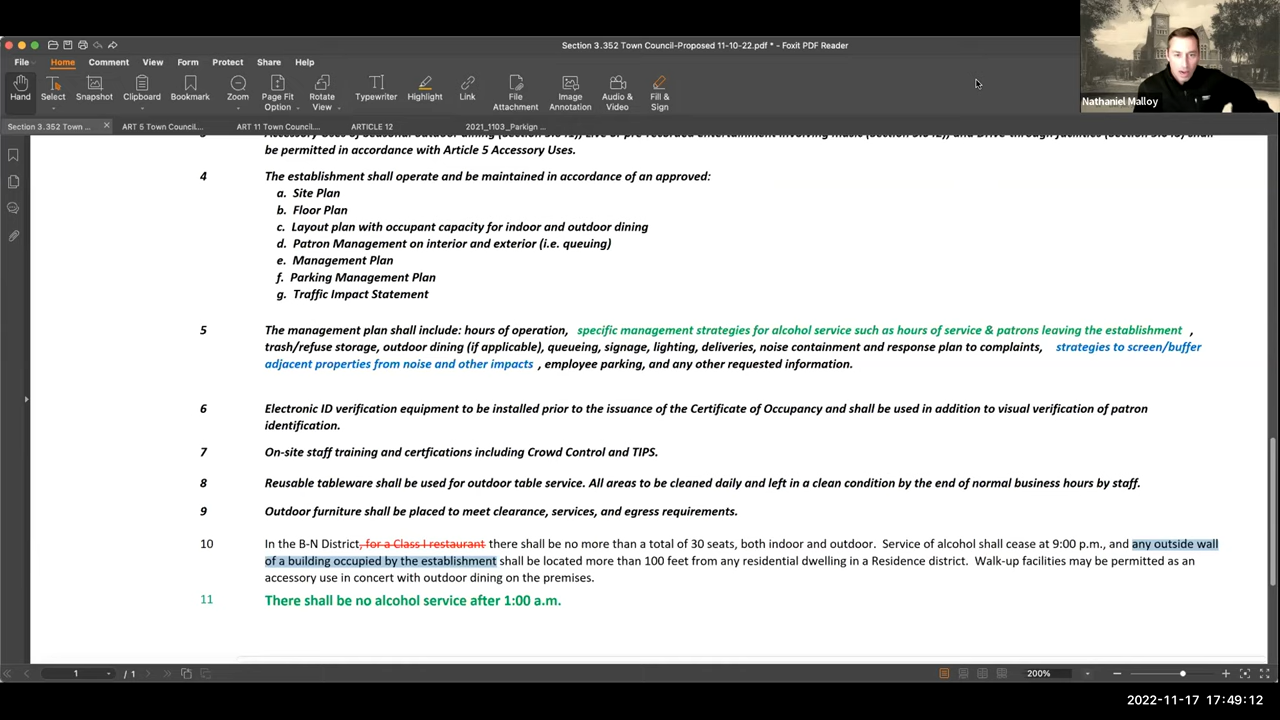 Section 3.352 Town Council-Proposed 11-10-22.pdf * - Foxit PDF Reader
File Home Comment View Form Protect Share Help
Hand Select Snapshot Clipboard Bookmark Zoom Page Fit Option Rotate View Typewriter Highlight Link File Attachment Image Annotation Audio & Video Fill & Sign
Nathaniel Malloy
Section 3.352 Town ... ART 5 Town Council.... ART 11 Town Council.... ARTICLE 12 2021_1103_Parkign ...
be permitted in accordance with Article 5 Accessory Uses.
4 The establishment shall operate and be maintained in accordance of an approved:
a. Site Plan
b. Floor Plan
c. Layout plan with occupant capacity for indoor and outdoor dining
d. Patron Management on interior and exterior (i.e. queuing)
e. Management Plan
f. Parking Management Plan
g. Traffic Impact Statement
5 The management plan shall include: hours of operation, specific management strategies for alcohol service such as hours of service & patrons leaving the establishment ,
trash/refuse storage, outdoor dining (if applicable), queueing, signage, lighting, deliveries, noise containment and response plan to complaints, strategies to screen/buffer
adjacent properties from noise and other impacts , employee parking, and any other requested information.
6 Electronic ID verification equipment to be installed prior to the issuance of the Certificate of Occupancy and shall be used in addition to visual verification of patron
identification.
7 On-site staff training and certfications including Crowd Control and TIPS.
8 Reusable tableware shall be used for outdoor table service. All areas to be cleaned daily and left in a clean condition by the end of normal business hours by staff.
9 Outdoor furniture shall be placed to meet clearance, services, and egress requirements.
10 In the B-N District, for a Class I restaurant there shall be no more than a total of 30 seats, both indoor and outdoor. Service of alcohol shall cease at 9:00 p.m., and any outside wall
of a building occupied by the establishment shall be located more than 100 feet from any residential dwelling in a Residence district. Walk-up facilities may be permitted as an
accessory use in concert with outdoor dining on the premises.
11 There shall be no alcohol service after 1:00 a.m.
1 / 1 200%
2022-11-17 17:49:12